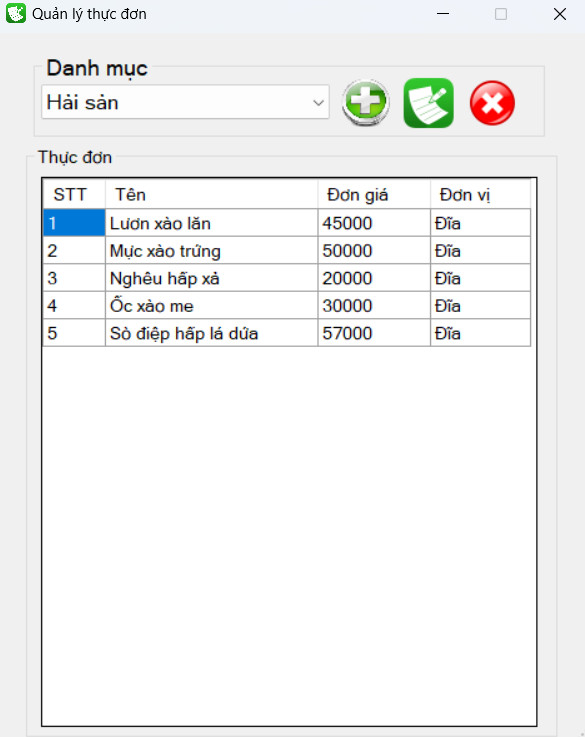 Quản lý thực đơn
Danh mục
Hải sản
Thực đơn
STT Tên Đơn giá Đơn vị
1 Lươn xào lăn 45000 Đĩa
2 Mực xào trứng 50000 Đĩa
3 Nghêu hấp xả 20000 Đĩa
4 Ốc xào me 30000 Đĩa
5 Sò điệp hấp lá dứa 57000 Đĩa